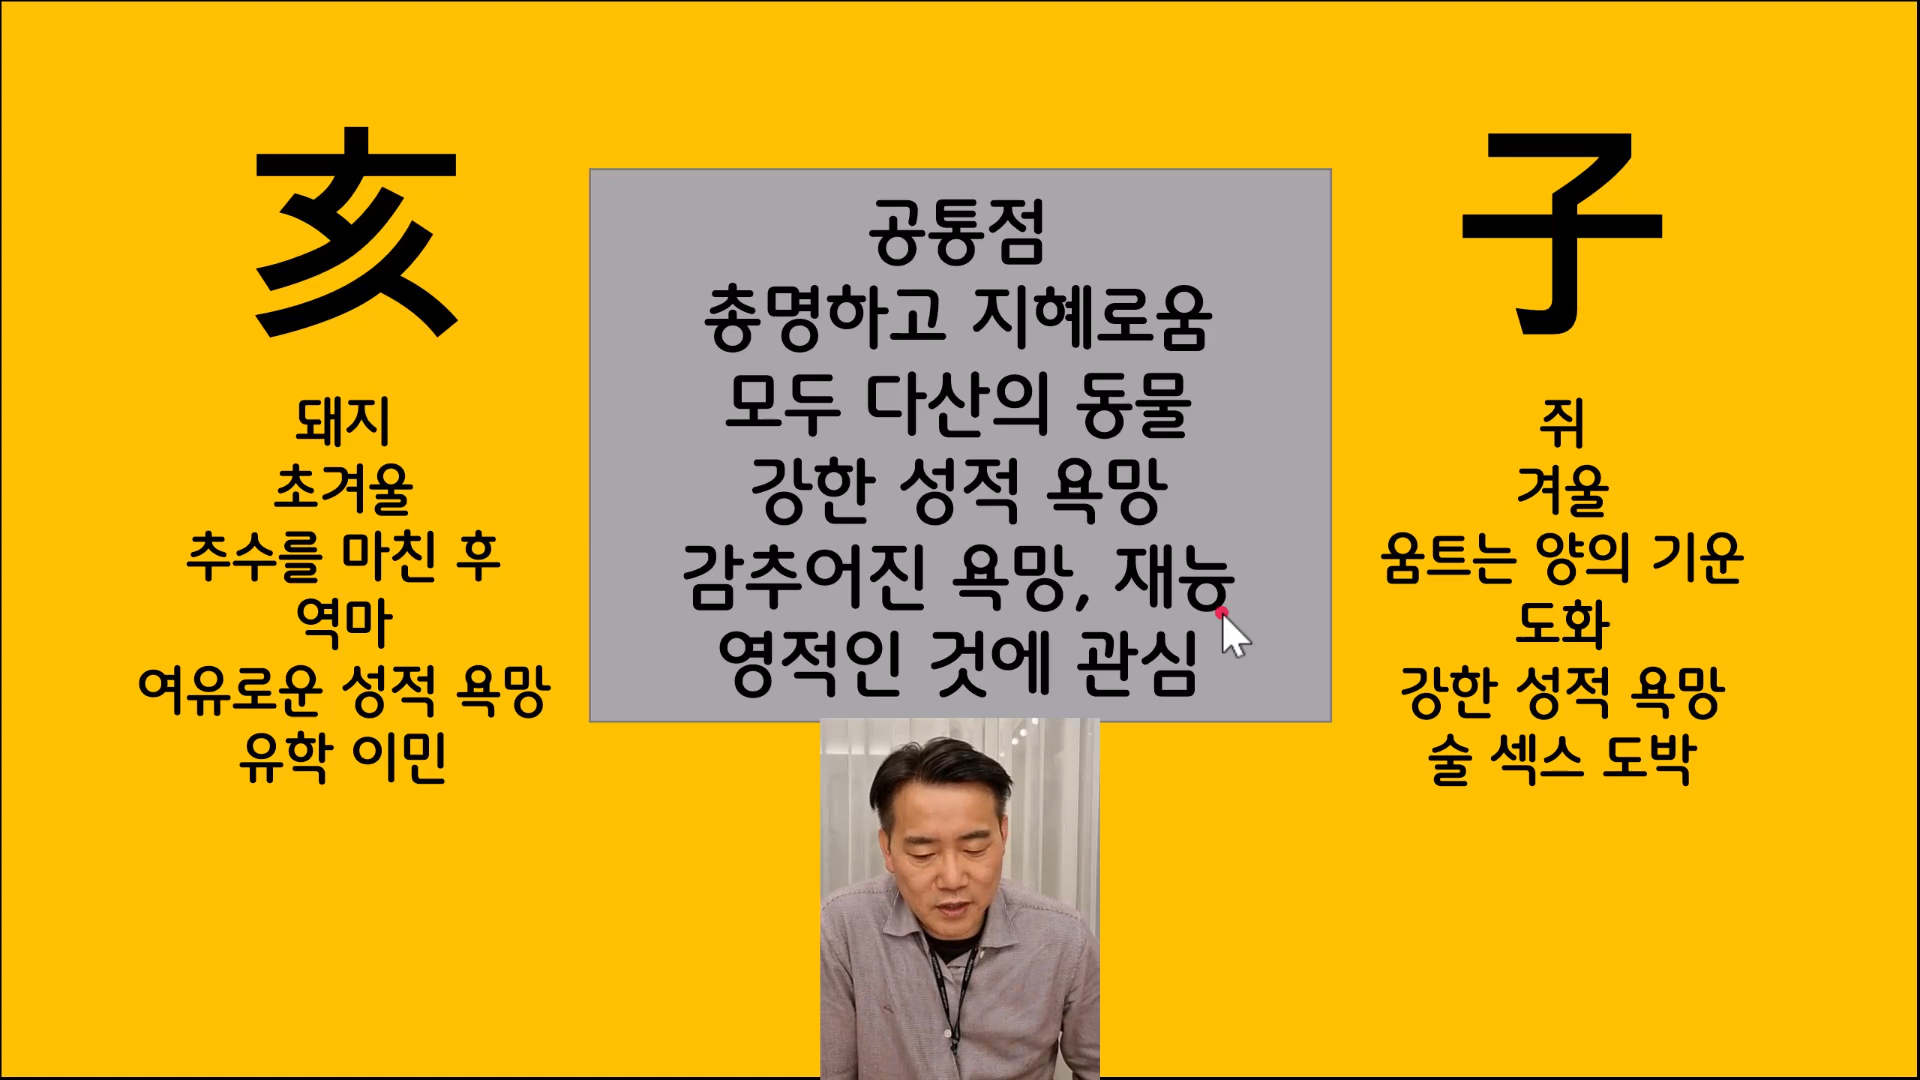 亥
돼지
초겨울
추수를 마친 후
역마
여유로운 성적 욕망
유학 이민
공통점
총명하고 지혜로움
모두 다산의 동물
강한 성적 욕망
감추어진 욕망, 재능
영적인 것에 관심
子
쥐
겨울
움트는 양의 기운
도화
강한 성적 욕망
술 섹스 도박